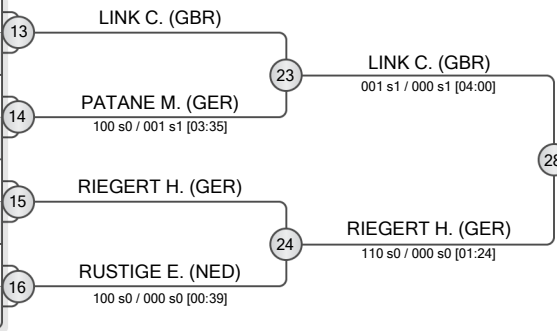 LINK C. (GBR)
13
LINK C. (GBR)
23
001 s1 / 000 s1 [04:00]
PATANE M. (GER)
14
100 s0 / 001 s1 [03:35]
28
RIEGERT H. (GER)
15
RIEGERT H. (GER)
24
110 s0 / 000 s0 [01:24]
RUSTIGE E. (NED)
16
100 s0 / 000 s0 [00:39]